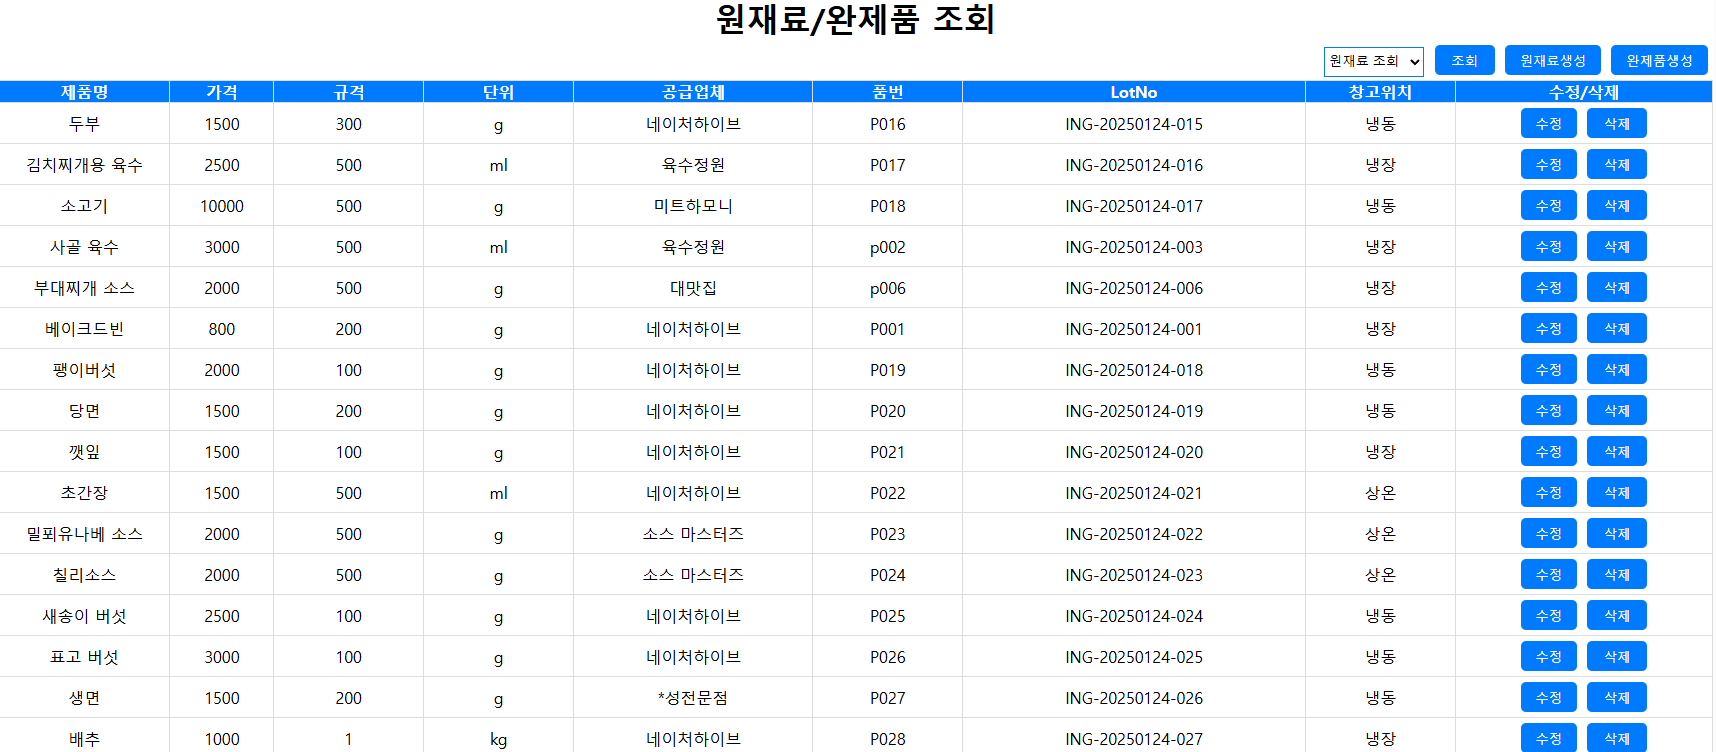 원재료/완제품 조회
원재료 조회 조회 원재료생성 완제품생성
제품명 가격 규격 단위 공급업체 품번 LotNo 창고위치 수정/삭제
두부 1500 300 g 네이처하이브 P016 ING-20250124-015 냉동 수정 삭제
김치찌개용 육수 2500 500 ml 육수정원 P017 ING-20250124-016 냉장 수정 삭제
소고기 10000 500 g 미트하모니 P018 ING-20250124-017 냉동 수정 삭제
사골 육수 3000 500 ml 육수정원 p002 ING-20250124-003 냉장 수정 삭제
부대찌개 소스 2000 500 g 대맛집 p006 ING-20250124-006 냉장 수정 삭제
베이크드빈 800 200 g 네이처하이브 P001 ING-20250124-001 냉장 수정 삭제
팽이버섯 2000 100 g 네이처하이브 P019 ING-20250124-018 냉동 수정 삭제
당면 1500 200 g 네이처하이브 P020 ING-20250124-019 냉동 수정 삭제
깻잎 1500 100 g 네이처하이브 P021 ING-20250124-020 냉장 수정 삭제
초간장 1500 500 ml 네이처하이브 P022 ING-20250124-021 상온 수정 삭제
밀푀유나베 소스 2000 500 g 소스 마스터즈 P023 ING-20250124-022 상온 수정 삭제
칠리소스 2000 500 g 소스 마스터즈 P024 ING-20250124-023 상온 수정 삭제
새송이 버섯 2500 100 g 네이처하이브 P025 ING-20250124-024 냉동 수정 삭제
표고 버섯 3000 100 g 네이처하이브 P026 ING-20250124-025 냉동 수정 삭제
생면 1500 200 g *성전문점 P027 ING-20250124-026 냉동 수정 삭제
배추 1000 1 kg 네이처하이브 P028 ING-20250124-027 냉장 수정 삭제